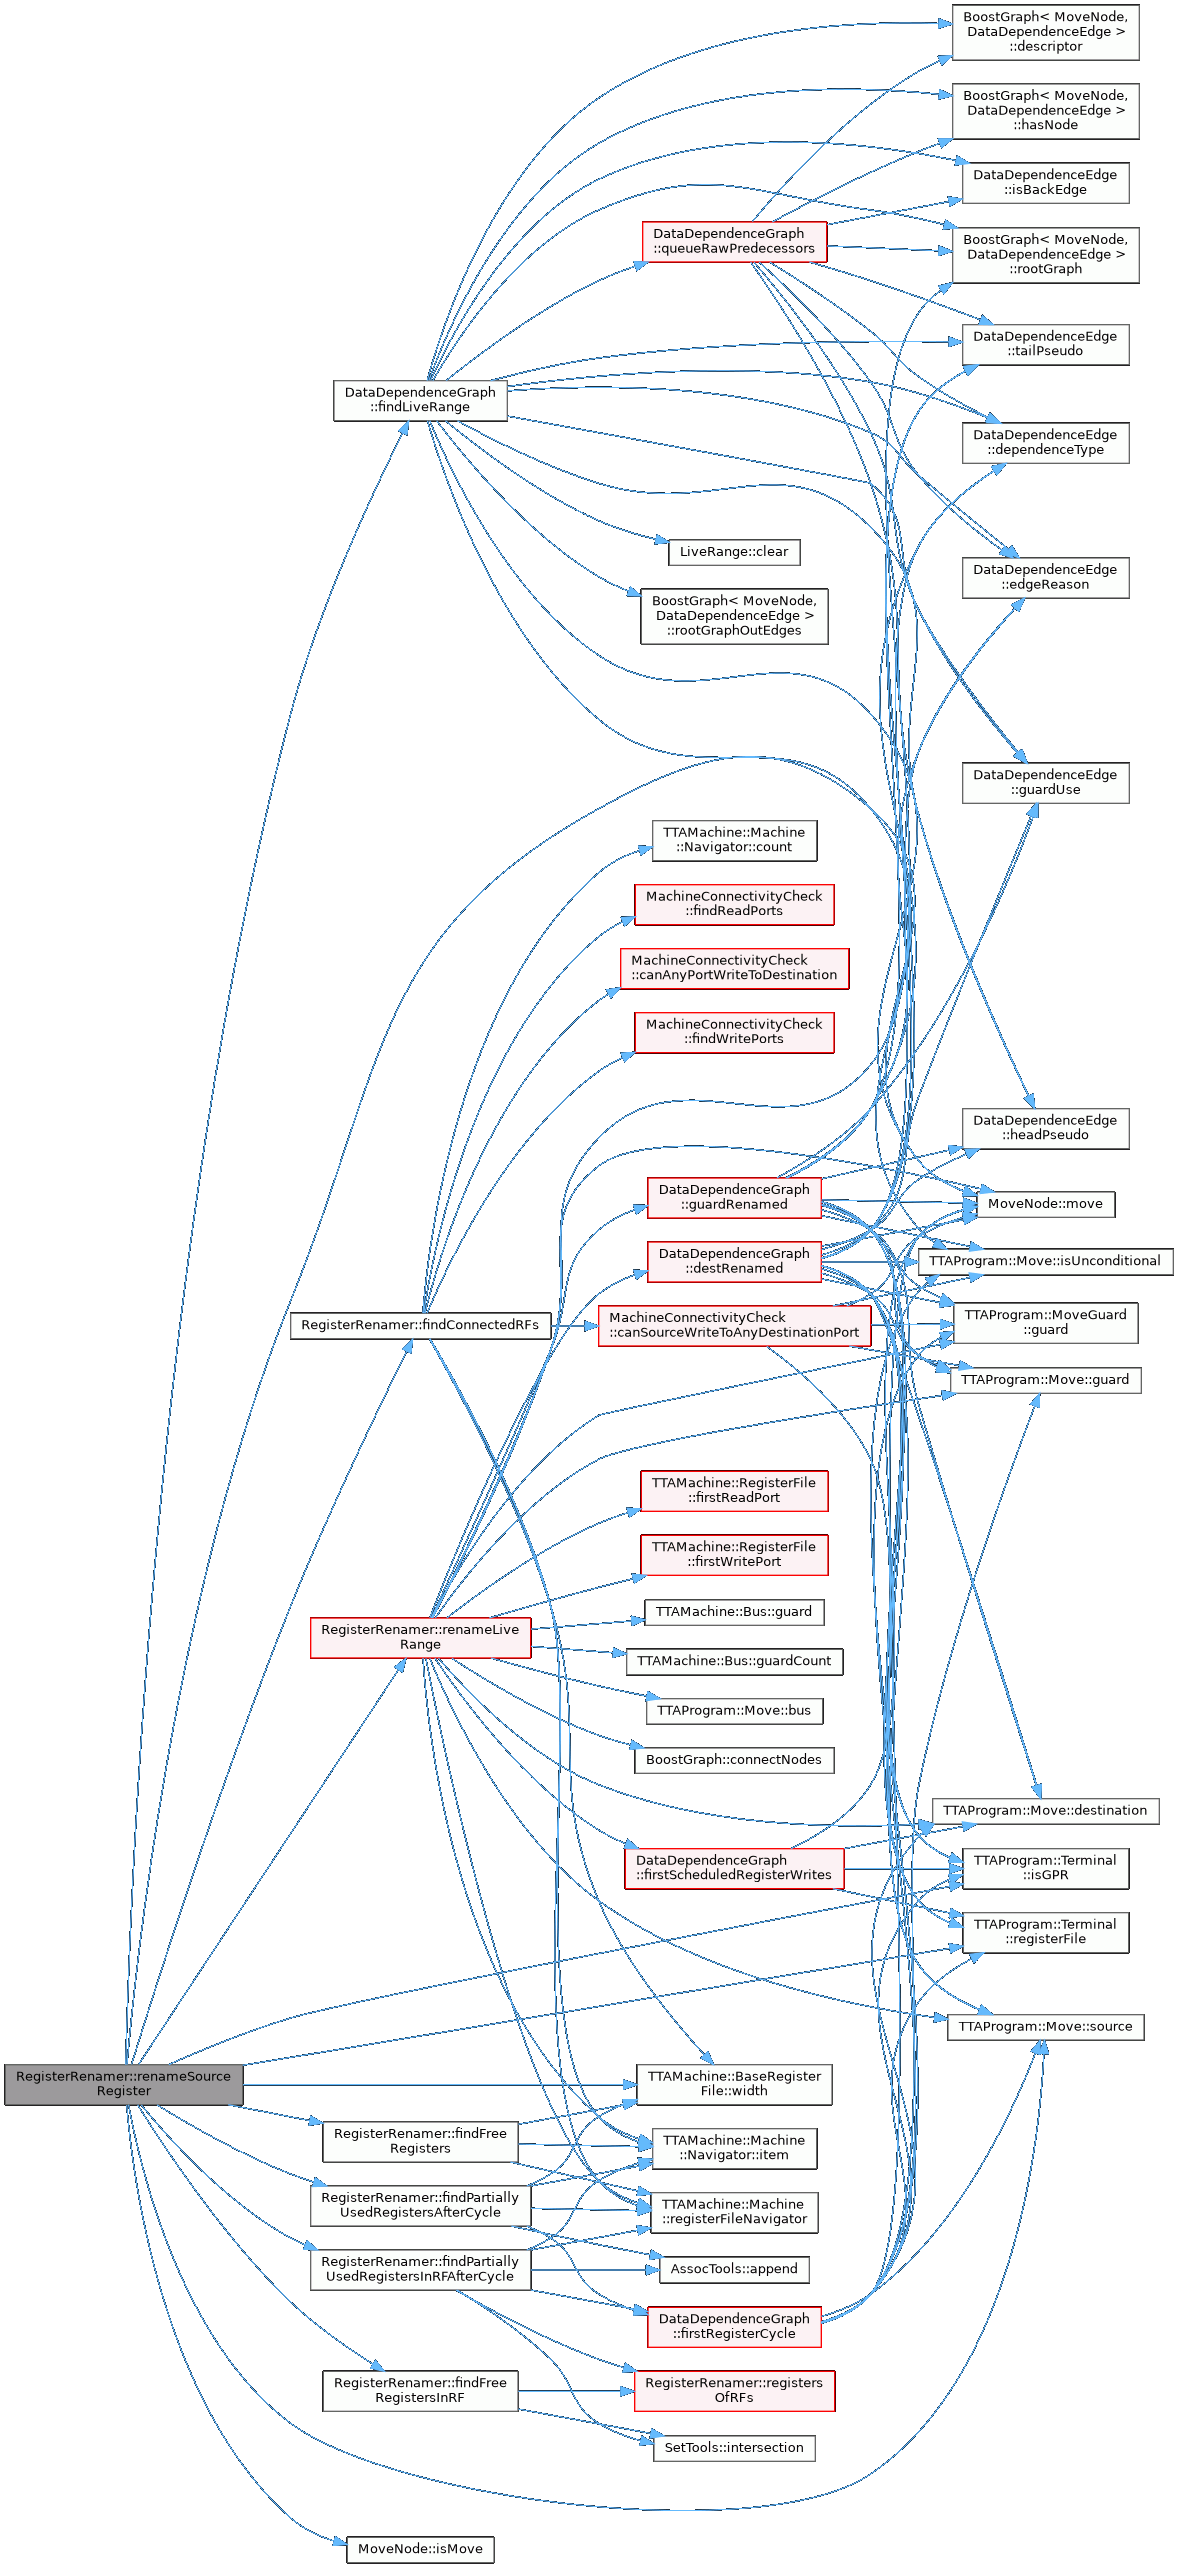 BoostGraph< MoveNode,
DataDependenceEdge >
::descriptor
BoostGraph< MoveNode,
DataDependenceEdge >
::hasNode
DataDependenceEdge
::isBackEdge
DataDependenceGraph
::queueRawPredecessors
BoostGraph< MoveNode,
DataDependenceEdge >
::rootGraph
DataDependenceEdge
::tailPseudo
DataDependenceGraph
::findLiveRange
DataDependenceEdge
::dependenceType
LiveRange::clear
DataDependenceEdge
::edgeReason
BoostGraph< MoveNode,
DataDependenceEdge >
::rootGraphOutEdges
DataDependenceEdge
::guardUse
TTAMachine::Machine
::Navigator::count
MachineConnectivityCheck
::findReadPorts
MachineConnectivityCheck
::canAnyPortWriteToDestination
MachineConnectivityCheck
::findWritePorts
DataDependenceEdge
::headPseudo
DataDependenceGraph
::guardRenamed
MoveNode::move
DataDependenceGraph
::destRenamed
TTAProgram::Move::isUnconditional
RegisterRenamer::findConnectedRFs
MachineConnectivityCheck
::canSourceWriteToAnyDestinationPort
TTAProgram::MoveGuard
::guard
TTAProgram::Move::guard
TTAMachine::RegisterFile
::firstReadPort
TTAMachine::RegisterFile
::firstWritePort
TTAMachine::Bus::guard
RegisterRenamer::renameLive
Range
TTAMachine::Bus::guardCount
TTAProgram::Move::bus
BoostGraph::connectNodes
TTAProgram::Move::destination
DataDependenceGraph
::firstScheduledRegisterWrites
TTAProgram::Terminal
::isGPR
TTAProgram::Terminal
::registerFile
TTAProgram::Move::source
RegisterRenamer::renameSource
Register
TTAMachine::BaseRegister
File::width
RegisterRenamer::findFree
Registers
TTAMachine::Machine
::Navigator::item
RegisterRenamer::findPartially
UsedRegistersAfterCycle
TTAMachine::Machine
::registerFileNavigator
RegisterRenamer::findPartially
UsedRegistersInRFAfterCycle
AssocTools::append
DataDependenceGraph
::firstRegisterCycle
RegisterRenamer::findFree
RegistersInRF
RegisterRenamer::registers
OfRFs
SetTools::intersection
MoveNode::isMove